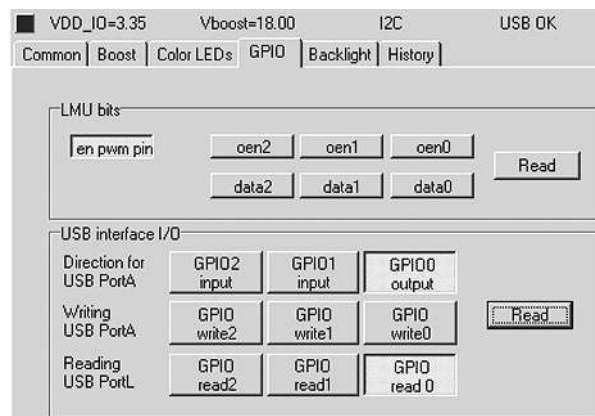 VDD_IO=3.35 Vboost=18.00 I2C USB OK
Common Boost Color LEDs GPIO Backlight History
LMU bits
en pwm pin oen2 oen1 oen0 Read
data2 data1 data0
USB interface I/O
Direction for GPIO2 GPIO1 GPIO0
USB PortA input input output
Writing GPIO GPIO GPIO Read
USB PortA write2 write1 write0
Reading GPIO GPIO GPIO
USB PortL read2 read1 read 0